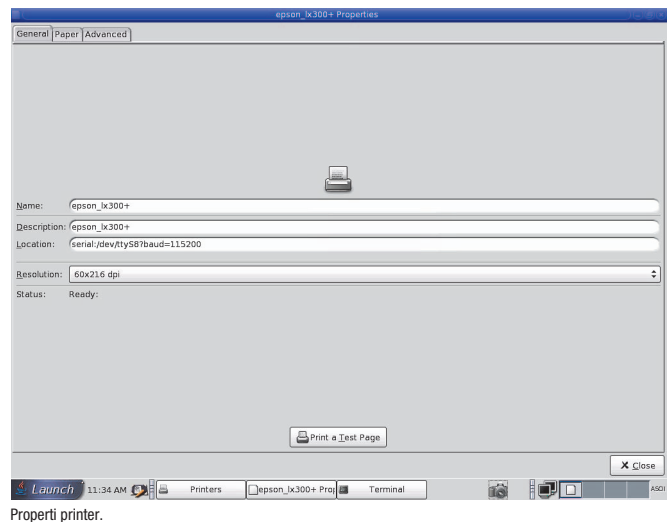 epson_lx300+ Properties
General Paper Advanced
Name: epson_lx300+
Description: epson_lx300+
Location: serial:/dev/ttyS8?baud=115200
Resolution: 60x216 dpi
Status: Ready:
Print a Test Page
X Close
Launch 11:34 AM Printers epson_lx300+ Prop Terminal
Properti printer.